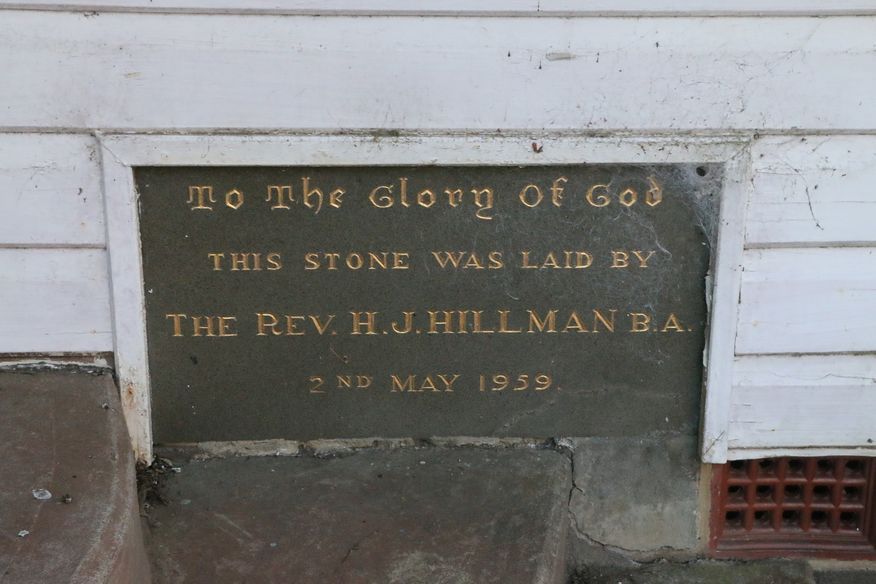 To The Glory Of God
THIS STONE WAS LAID BY
THE REV. H.J. HILLMAN B.A.
2ND MAY 1959.